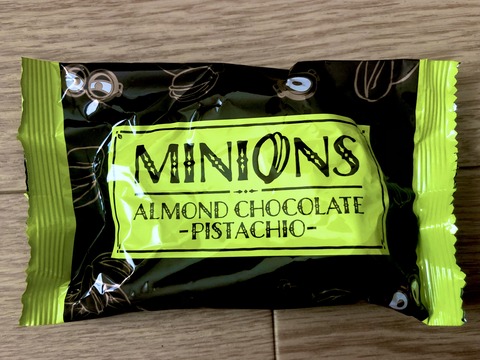 MINIONS
ALMOND CHOCOLATE
-PISTACHIO-